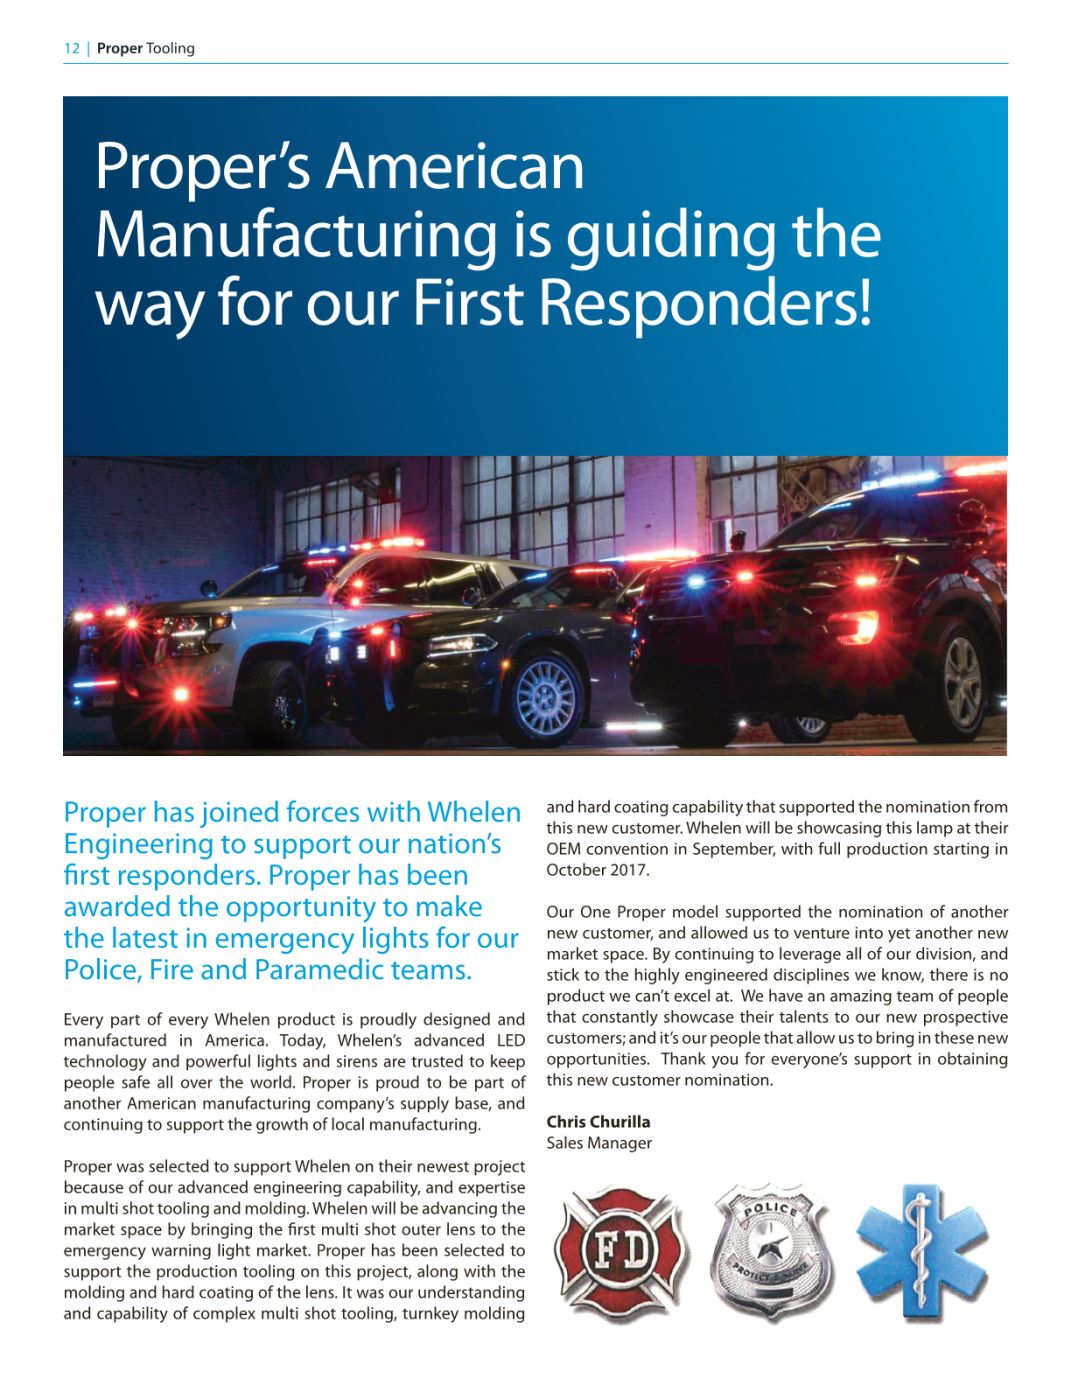 12 | Proper Tooling
Proper's American
Manufacturing is guiding the
way for our First Responders!
Proper has joined forces with Whelen
Engineering to support our nation's
first responders. Proper has been
awarded the opportunity to make
the latest in emergency lights for our
Police, Fire and Paramedic teams.
Every part of every Whelen product is proudly designed and
manufactured in America. Today, Whelen's advanced LED
technology and powerful lights and sirens are trusted to keep
people safe all over the world. Proper is proud to be part of
another American manufacturing company's supply base, and
continuing to support the growth of local manufacturing.
Proper was selected to support Whelen on their newest project
because of our advanced engineering capability, and expertise
in multi shot tooling and molding. Whelen will be advancing the
market space by bringing the first multi shot outer lens to the
emergency warning light market. Proper has been selected to
support the production tooling on this project, along with the
molding and hard coating of the lens. It was our understanding
and capability of complex multi shot tooling, turnkey molding
and hard coating capability that supported the nomination from
this new customer. Whelen will be showcasing this lamp at their
OEM convention in September, with full production starting in
October 2017.
Our One Proper model supported the nomination of another
new customer, and allowed us to venture into yet another new
market space. By continuing to leverage all of our division, and
stick to the highly engineered disciplines we know, there is no
product we can't excel at. We have an amazing team of people
that constantly showcase their talents to our new prospective
customers; and it's our people that allow us to bring in these new
opportunities. Thank you for everyone's support in obtaining
this new customer nomination.
Chris Churilla
Sales Manager
FD
POLICE
PROTECT & SERVE